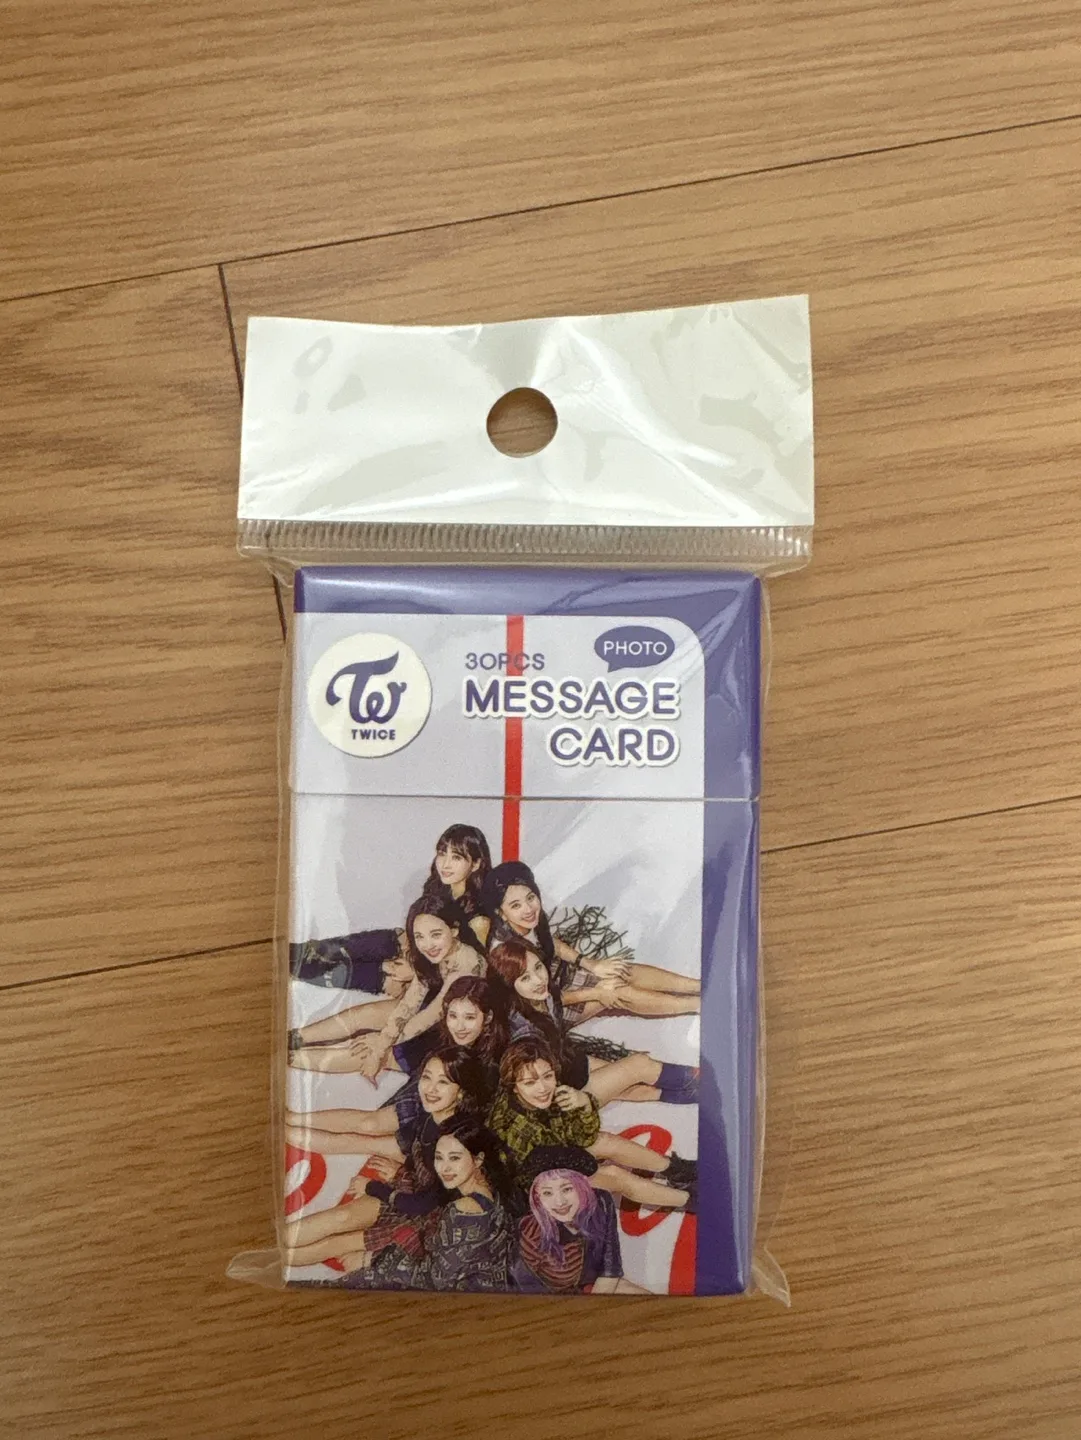 TWICE
PHOTO
30PCS
MESSAGE
CARD